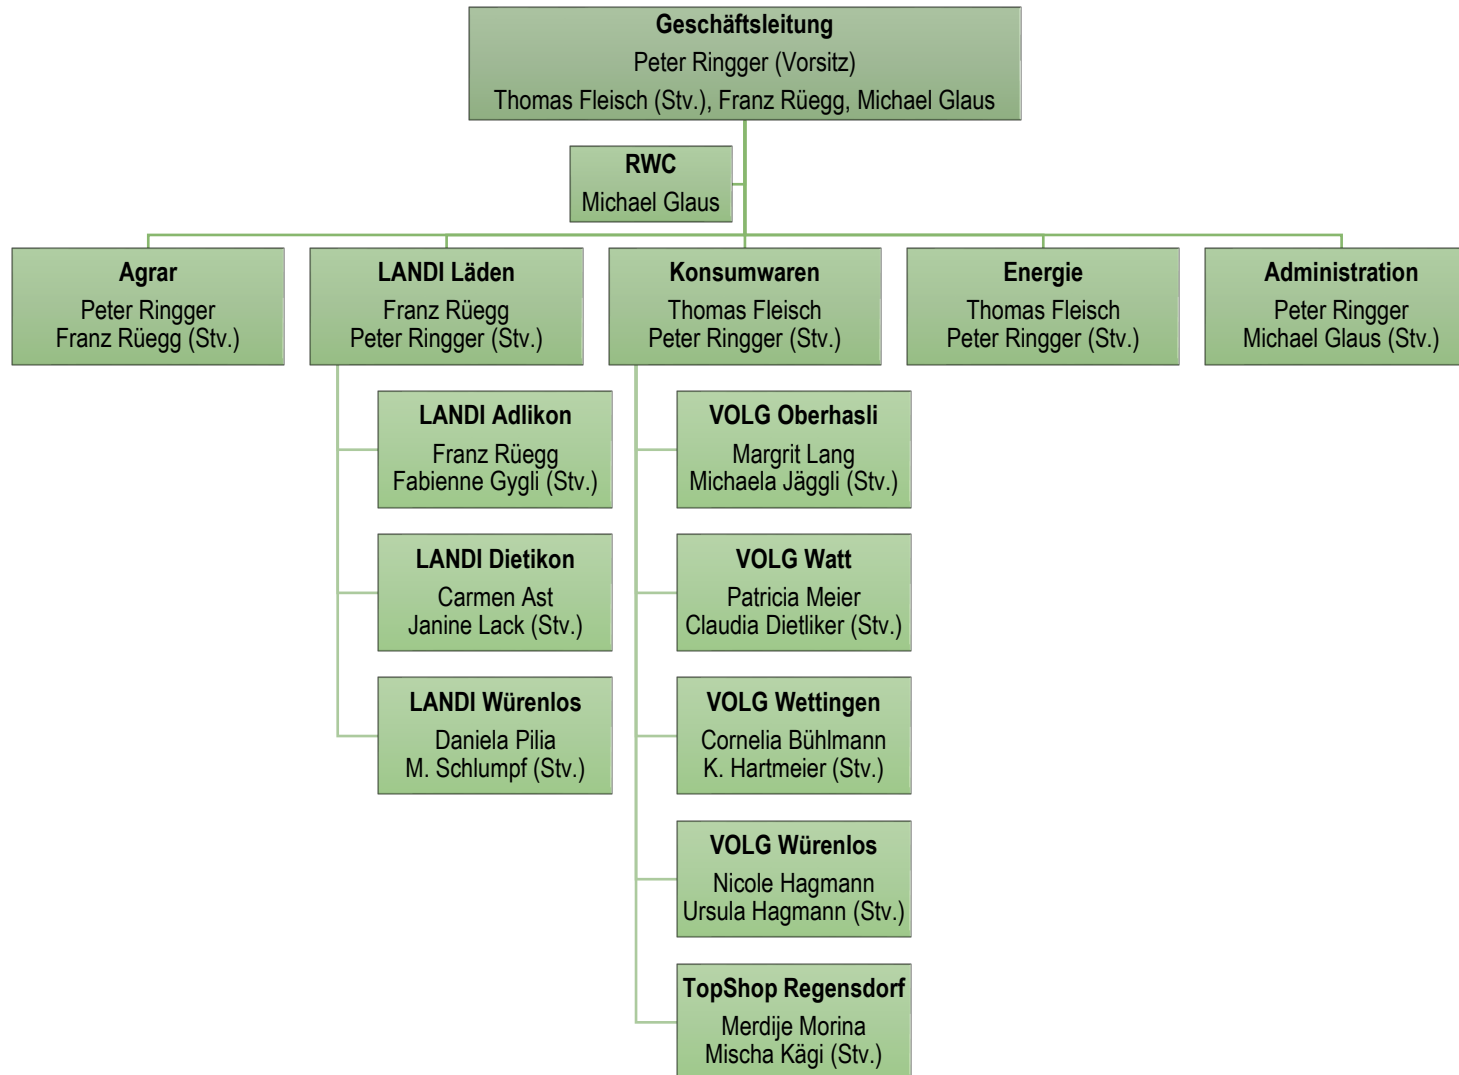 Geschäftsleitung
Peter Ringger (Vorsitz)
Thomas Fleisch (Stv.), Franz Rüegg, Michael Glaus
RWC
Michael Glaus
Agrar
Peter Ringger
Franz Rüegg (Stv.)
LANDI Läden
Franz Rüegg
Peter Ringger (Stv.)
Konsumwaren
Thomas Fleisch
Peter Ringger (Stv.)
Energie
Thomas Fleisch
Peter Ringger (Stv.)
Administration
Peter Ringger
Michael Glaus (Stv.)
LANDI Adlikon
Franz Rüegg
Fabienne Gygli (Stv.)
LANDI Dietikon
Carmen Ast
Janine Lack (Stv.)
LANDI Würenlos
Daniela Pilia
M. Schlumpf (Stv.)
VOLG Oberhasli
Margrit Lang
Michaela Jäggli (Stv.)
VOLG Watt
Patricia Meier
Claudia Dietliker (Stv.)
VOLG Wettingen
Cornelia Bühlmann
K. Hartmeier (Stv.)
VOLG Würenlos
Nicole Hagmann
Ursula Hagmann (Stv.)
TopShop Regensdorf
Merdije Morina
Mischa Kägi (Stv.)